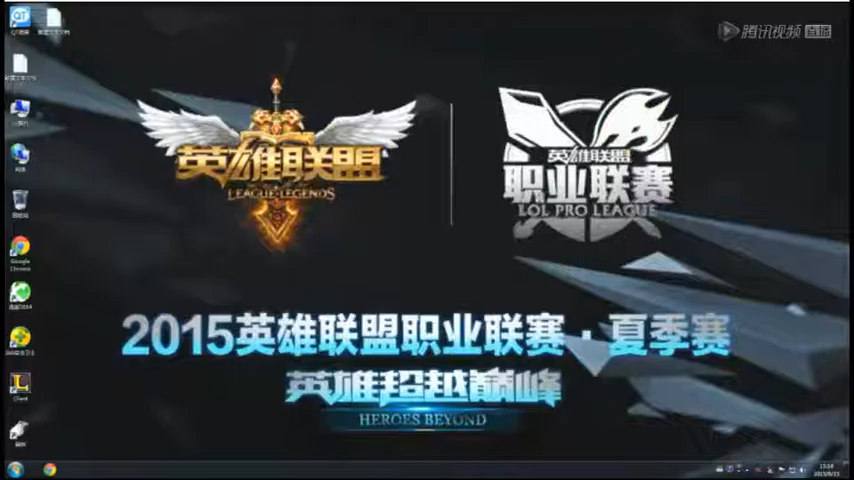 腾讯视频 直播
英雄联盟
LEAGUE OF LEGENDS
英雄联盟
职业联赛
LOL PRO LEAGUE
2015英雄联盟职业联赛·夏季赛
英雄超越巅峰
HEROES BEYOND
Google
Chrome